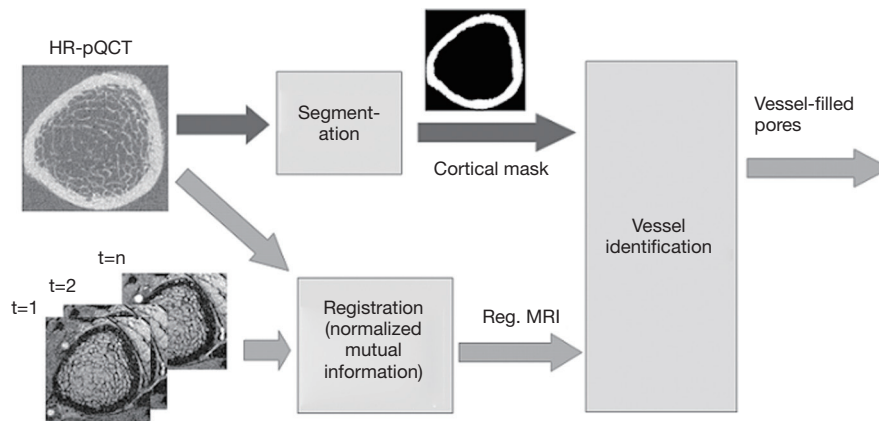 HR-pQCT
Segment-
ation
Cortical mask
Vessel-filled
pores
Vessel
identification
t=n
t=2
t=1
Registration
(normalized
mutual
information)
Reg. MRI